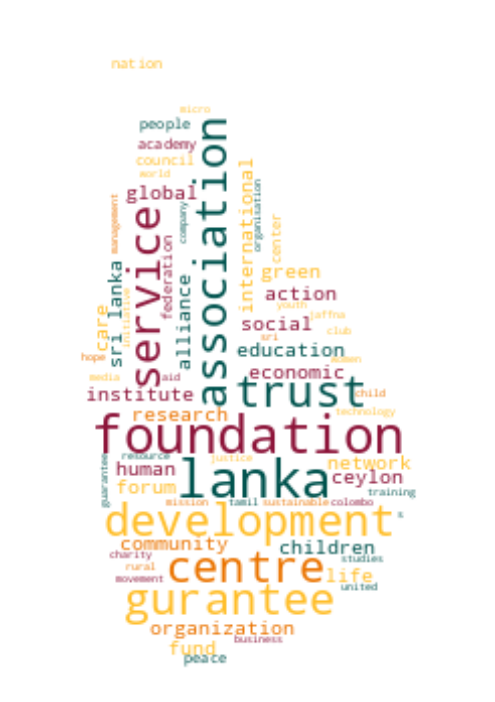 nation
micro
people
association
academy
council
world
global
international
organisation
management
service
company
federation
center
green
sri lanka
initiative
care
alliance
action
youth
jaffna
social
club
sri
education
hope
women
economic
media
aid
trust
institute
child
research
technology
foundation
resource
justice
guarantee
human
lanka
network
ceylon
forum
training
mission
tamil
sustainable
colombo
development
s
community
children
charity
centre
studies
rural
movement
life
united
gurantee
organization
business
fund
peace